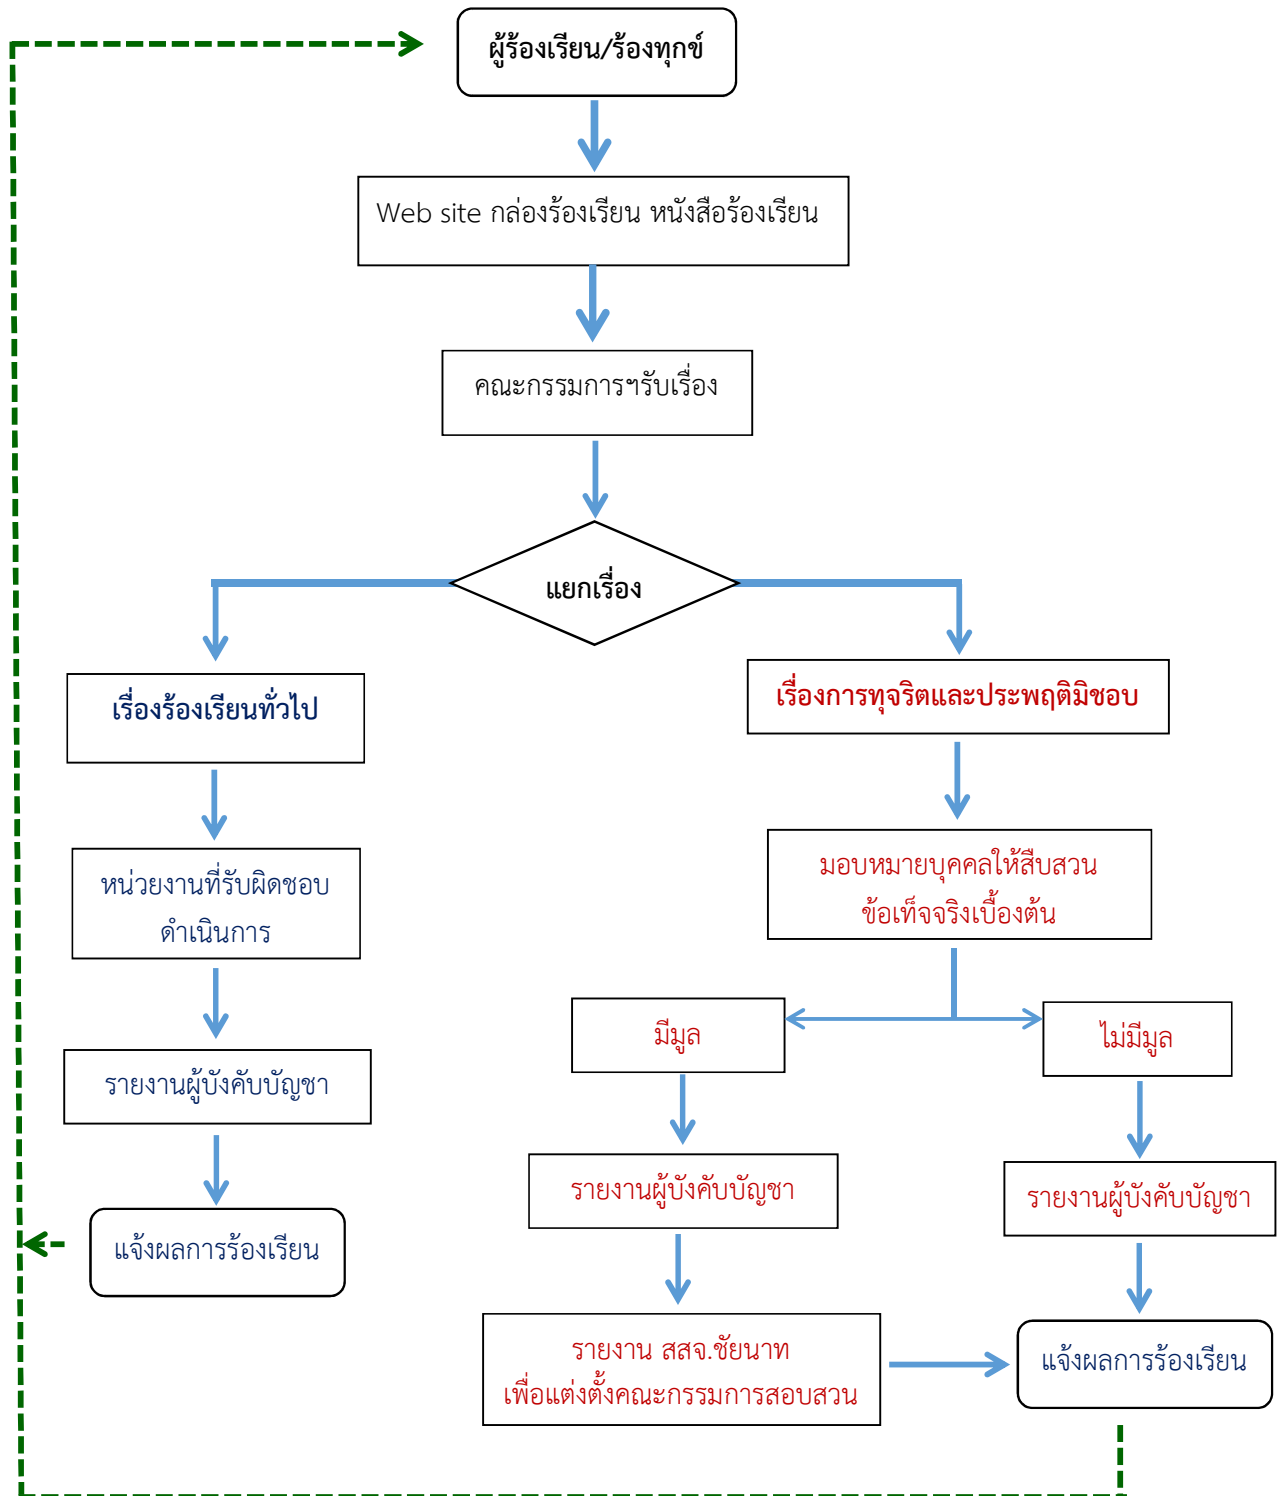 ผู้ร้องเรียน/ร้องทุกข์
Web site กล่องร้องเรียน หนังสือร้องเรียน
คณะกรรมการฯรับเรื่อง
แยกเรื่อง
เรื่องร้องเรียนทั่วไป
เรื่องการทุจริตและประพฤติมิชอบ
หน่วยงานที่รับผิดชอบ
ดำเนินการ
มอบหมายบุคคลให้สืบสวน
ข้อเท็จจริงเบื้องต้น
มีมูล
ไม่มีมูล
รายงานผู้บังคับบัญชา
รายงานผู้บังคับบัญชา
รายงานผู้บังคับบัญชา
แจ้งผลการร้องเรียน
รายงาน สสจ.ชัยนาท
เพื่อแต่งตั้งคณะกรรมการสอบสวน
แจ้งผลการร้องเรียน